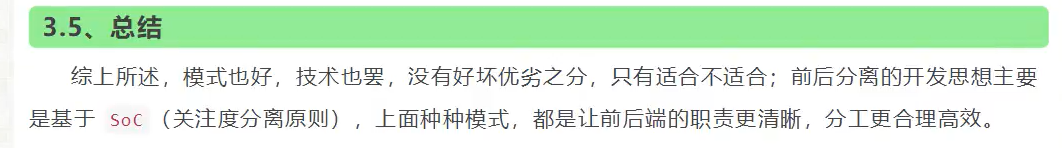 3.5、总结
综上所述，模式也好，技术也罢，没有好坏优劣之分，只有适合不适合；前后分离的开发思想主要
是基于 SoC（关注度分离原则），上面种种模式，都是让前后端的职责更清晰，分工更合理高效。